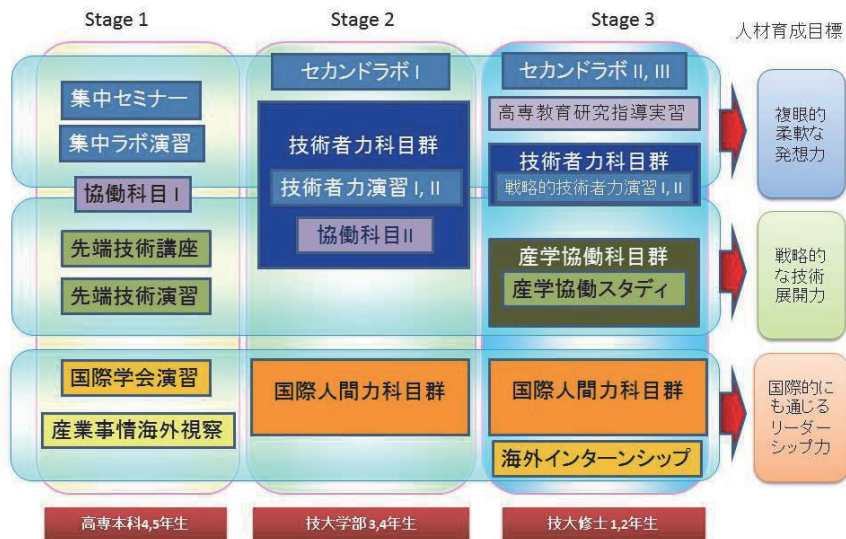 Stage 1
Stage 2
Stage 3
人材育成目標
集中セミナー
集中ラボ演習
協働科目 I
先端技術講座
先端技術演習
国際学会演習
産業事情海外視察
高専本科4,5年生
セカンドラボ I
技術者力科目群
技術者力演習 I, II
協働科目II
国際人間力科目群
技大学部3,4年生
セカンドラボ II, III
高専教育研究指導実習
技術者力科目群
戦略的技術者力演習 I, II
産学協働科目群
産学協働スタディ
国際人間力科目群
海外インターンシップ
技大修士1,2年生
複眼的
柔軟な
発想力
戦略的
な技術
展開力
国際的に
も通じる
リーダー
シップ力